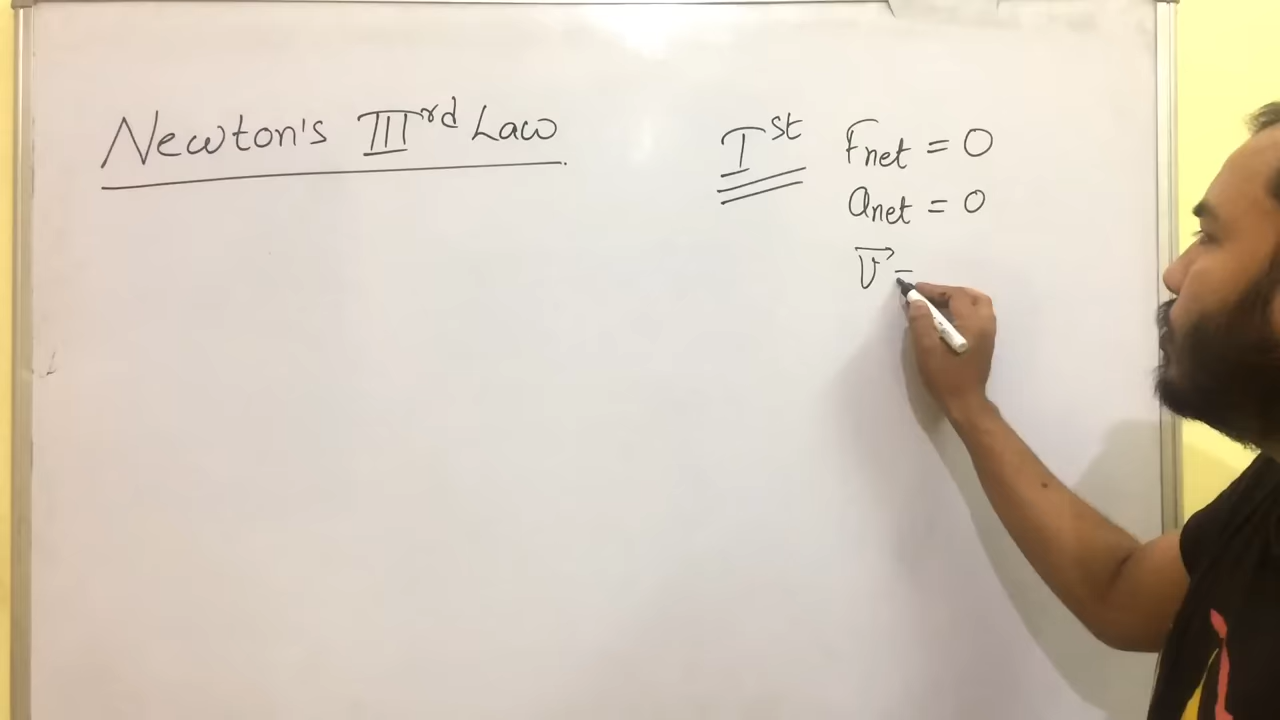 Newton's IIIrd Law
Ist Fnet = 0
anet = 0
v⃗ =